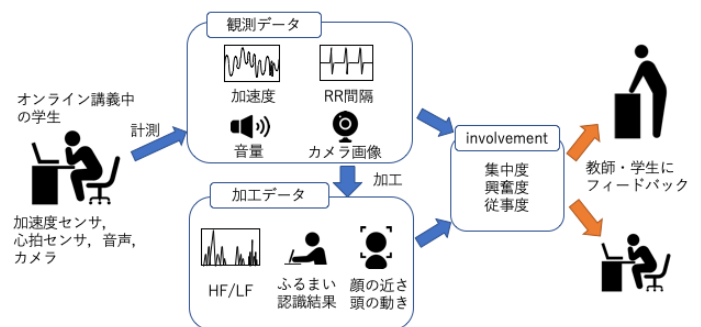 観測データ
加速度
RR間隔
音量
カメラ画像
オンライン講義中
の学生
計測
加速度センサ,
心拍センサ，音声，
カメラ
加工
加工データ
HF/LF
ふるまい
認識結果
顔の近さ
頭の動き
involvement
集中度
興奮度
従事度
教師・学生に
フィードバック